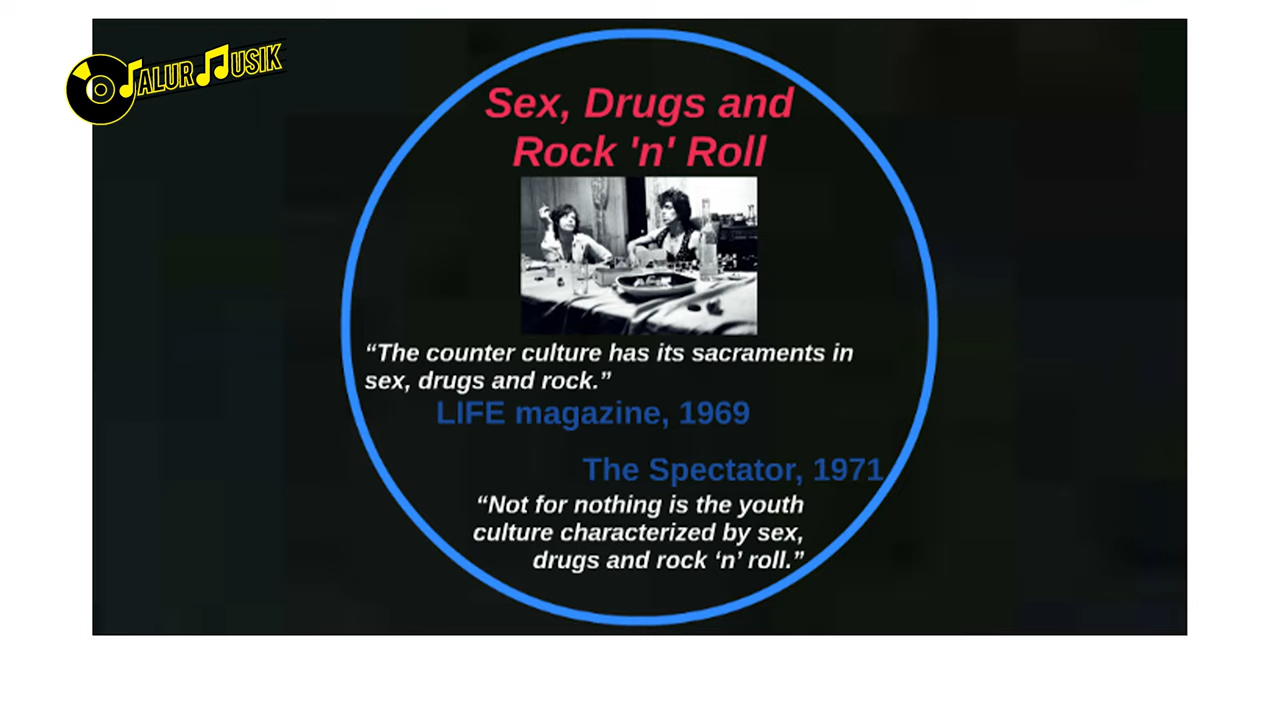 JALUR MUSIK
Sex, Drugs and
Rock 'n' Roll
“The counter culture has its sacraments in
sex, drugs and rock.”
LIFE magazine, 1969
The Spectator, 1971
“Not for nothing is the youth
culture characterized by sex,
drugs and rock ‘n’ roll.”